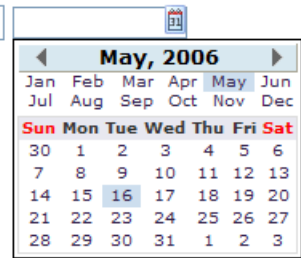 May, 2006
Jan Feb Mar Apr May Jun
Jul Aug Sep Oct Nov Dec
Sun Mon Tue Wed Thu Fri Sat
30 1 2 3 4 5 6
7 8 9 10 11 12 13
14 15 16 17 18 19 20
21 22 23 24 25 26 27
28 29 30 31 1 2 3